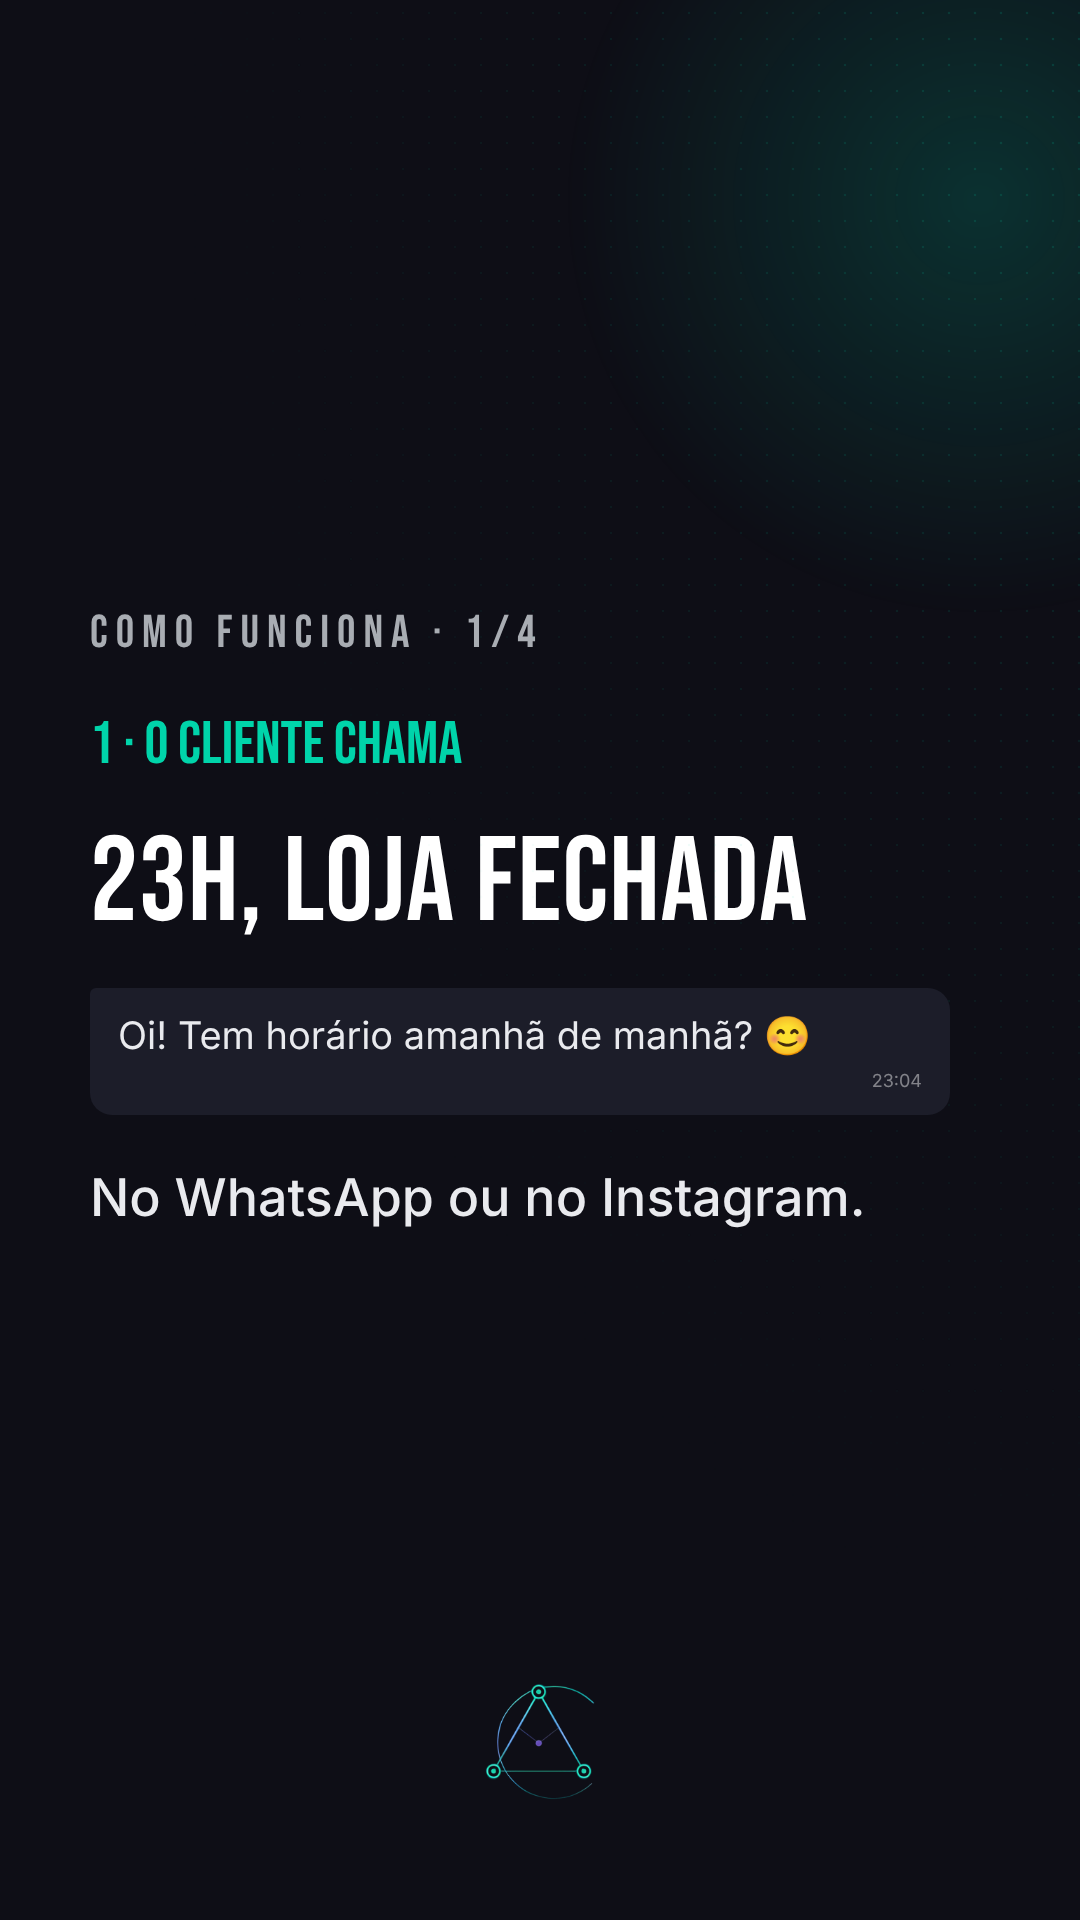 COMO FUNCIONA · 1/4
1 · O CLIENTE CHAMA
23H, LOJA FECHADA
Oi! Tem horário amanhã de manhã? 😊
23:04
No WhatsApp ou no Instagram.